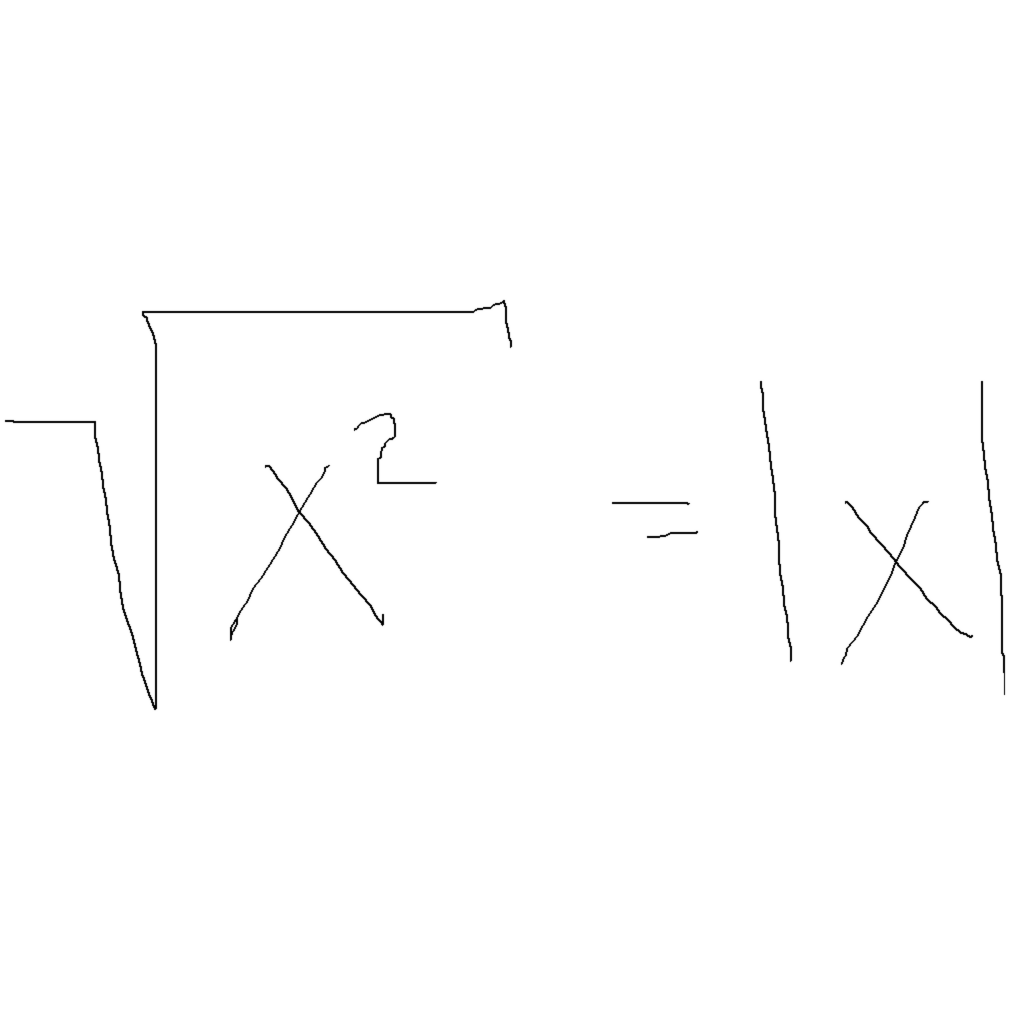 √x² = |x|